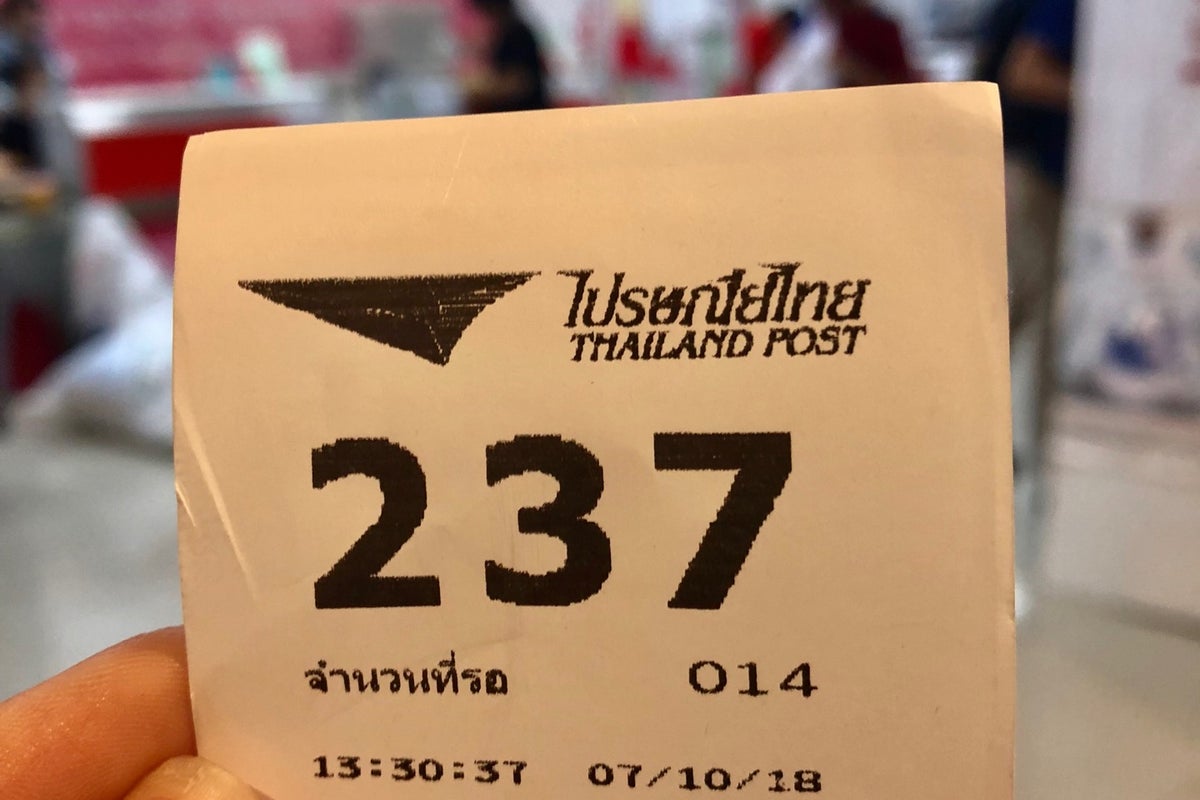 ไปรษณีย์ไทย
THAILAND POST
237
จำนวนที่รอ 014
13:30:37 07/10/18